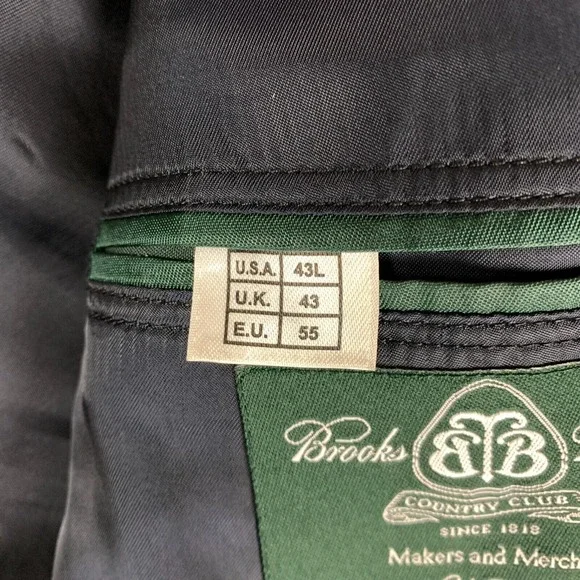 U.S.A. 43L
U.K. 43
E.U. 55
Brooks
BB
COUNTRY CLUB
SINCE 1818
Makers and Merch